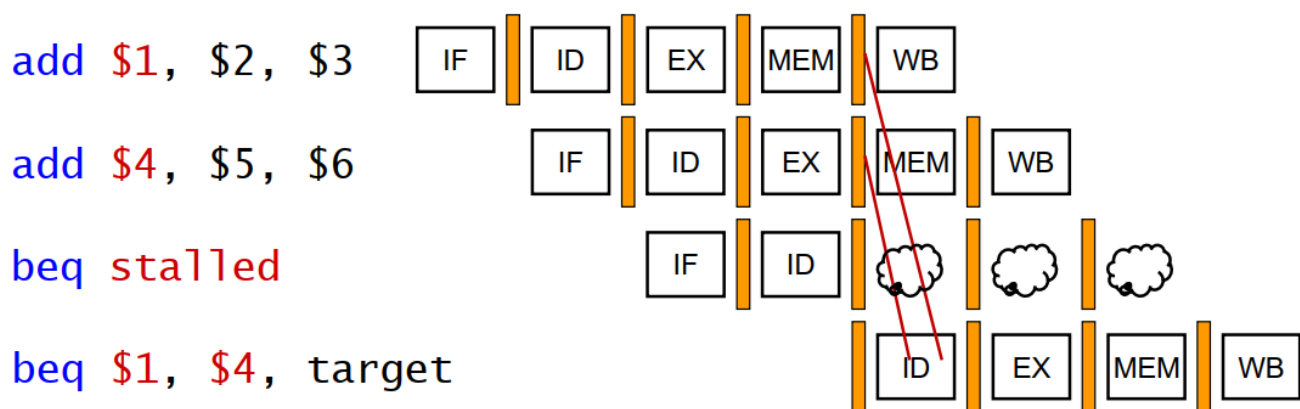 add $1, $2, $3 IF ID EX MEM WB
add $4, $5, $6 IF ID EX MEM WB
beq stalled IF ID
beq $1, $4, target ID EX MEM WB